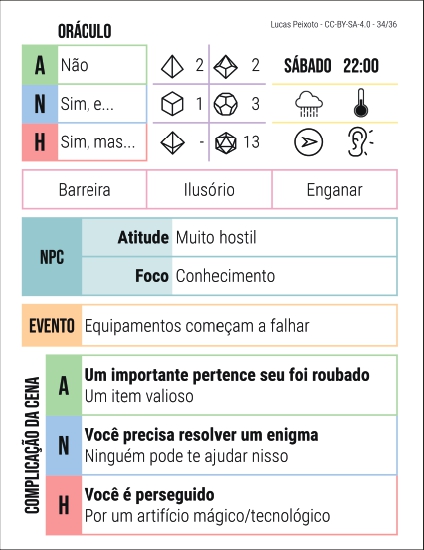 Lucas Peixoto - CC-BY-SA-4.0 - 34/36
ORÁCULO
A Não
N Sim, e...
H Sim, mas...
2 2
1 3
- 13
SÁBADO 22:00
Barreira Ilusório Enganar
NPC
Atitude Muito hostil
Foco Conhecimento
EVENTO Equipamentos começam a falhar
COMPLICAÇÃO DA CENA
A
Um importante pertence seu foi roubado
Um item valioso
N
Você precisa resolver um enigma
Ninguém pode te ajudar nisso
H
Você é perseguido
Por um artifício mágico/tecnológico